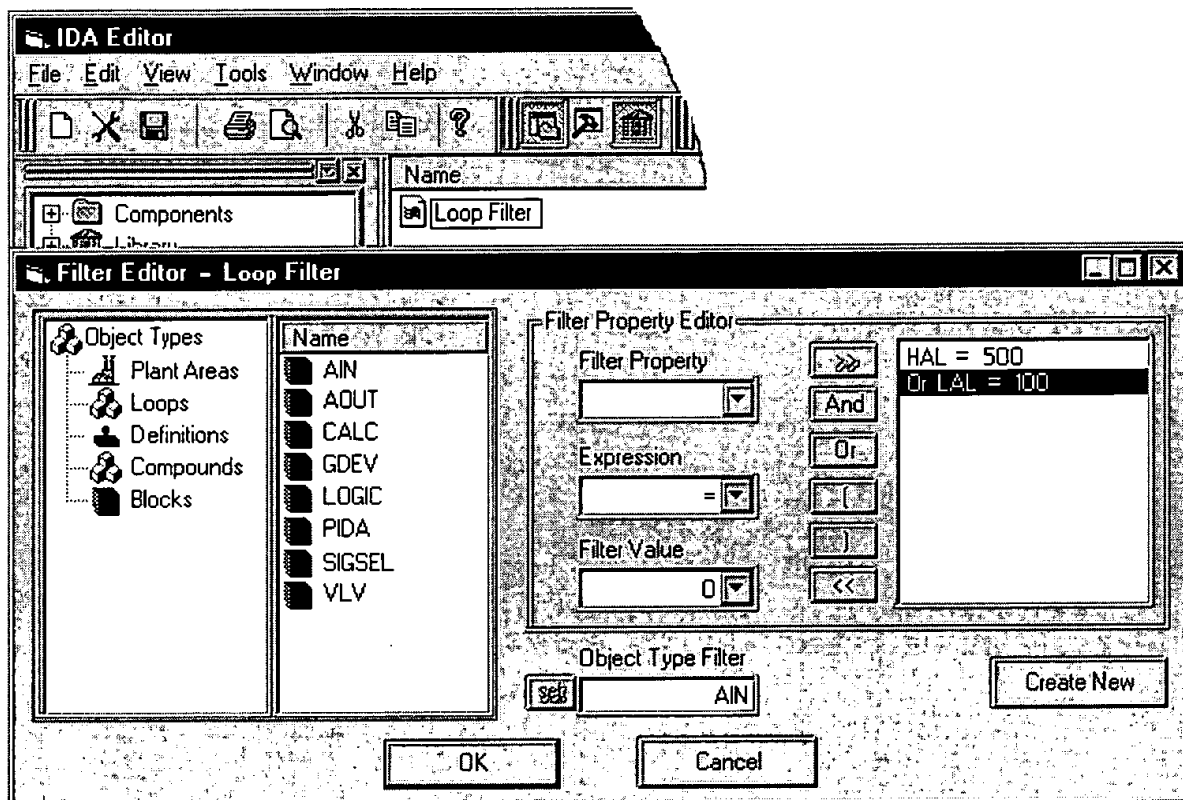 IDA Editor
File Edit View Tools Window Help
Name
Components
Library
Loop Filter
Filter Editor - Loop Filter
Object Types
Plant Areas
Loops
Definitions
Compounds
Blocks
Name
AIN
AOUT
CALC
GDEV
LOGIC
PIDA
SIGSEL
VLV
Filter Property Editor
Filter Property
Expression
=
Filter Value
0
>>
And
Or
(
)
<<
HAL = 500
Or LAL = 100
Object Type Filter
AIN
Create New
OK
Cancel